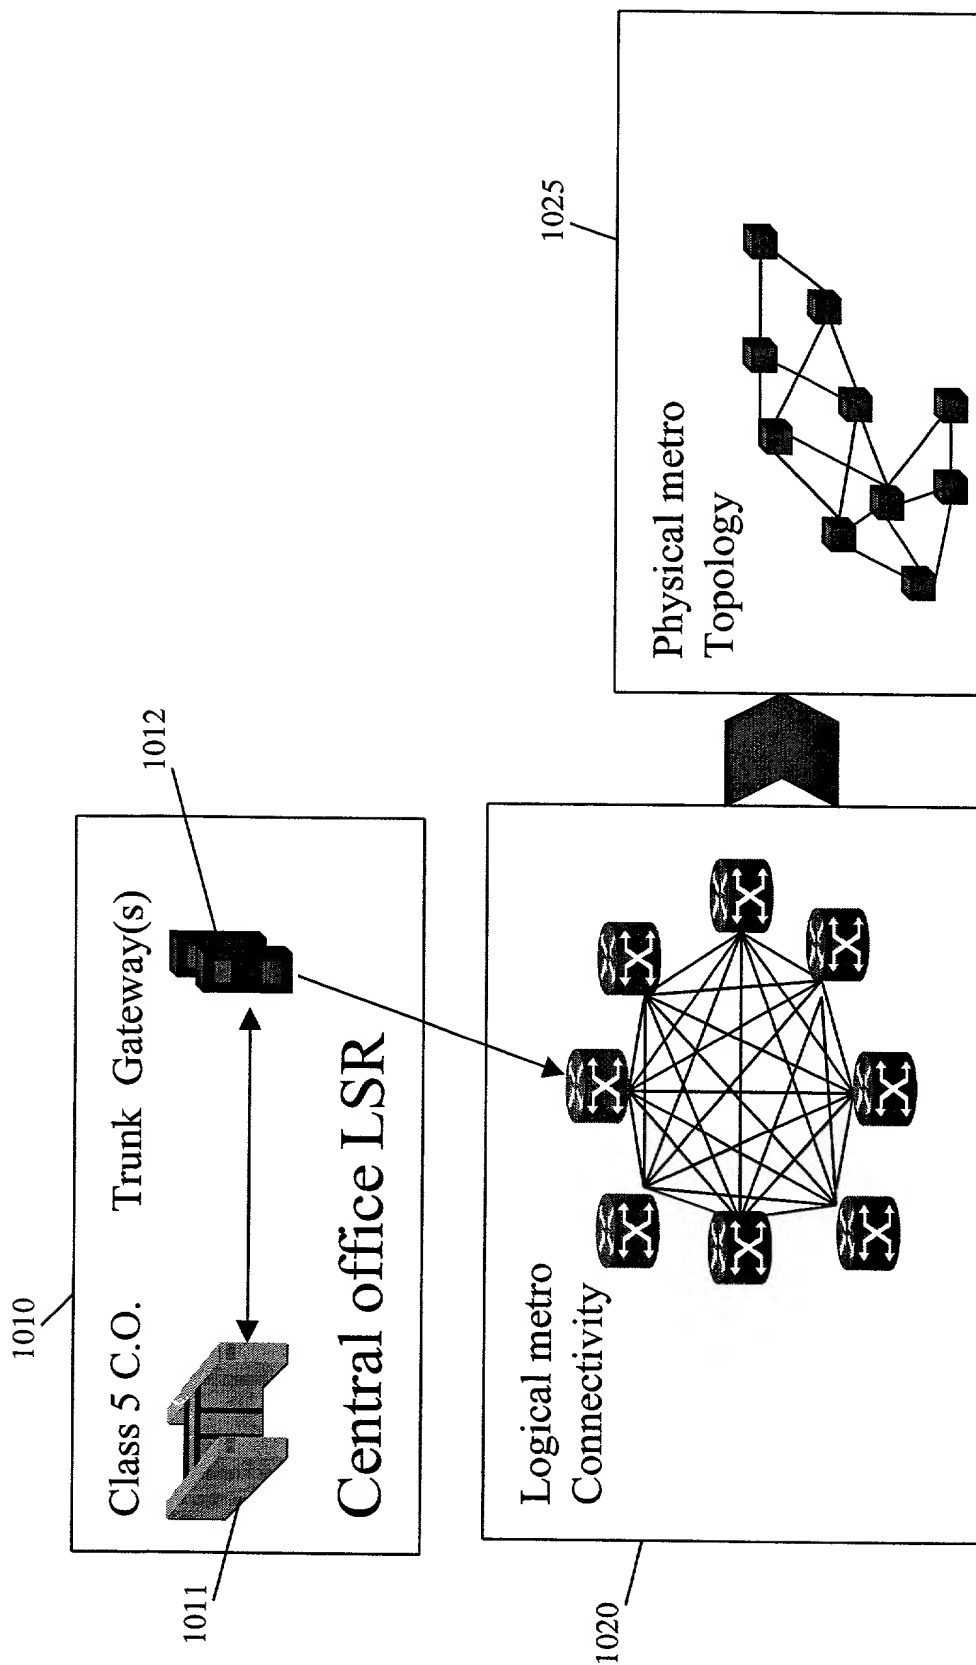 1010
Class 5 C.O.
Trunk Gateway(s)
1011
1012
Central office LSR
1020
Logical metro
Connectivity
1025
Physical metro
Topology